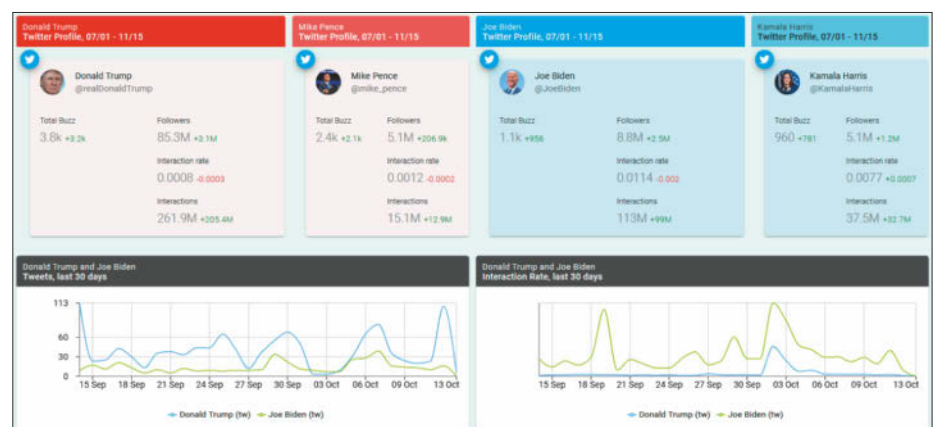 Donald Trump
Twitter Profile, 07/01 - 11/15
Donald Trump
@realDonaldTrump
Total Buzz
Followers
3.8k +3.2k
85.3M +3.1M
Interaction rate
0.0008 -0.0003
Interactions
261.9M +205.4M
Mike Pence
Twitter Profile, 07/01 - 11/15
Mike Pence
@mike_pence
Total Buzz
Followers
2.4k +2.1k
5.1M +206.9k
Interaction rate
0.0012 -0.0002
Interactions
15.1M +12.9M
Joe Biden
Twitter Profile, 07/01 - 11/15
Joe Biden
@JoeBiden
Total Buzz
Followers
1.1k +956
8.8M +2.5M
Interaction rate
0.0114 -0.002
Interactions
113M +99M
Kamala Harris
Twitter Profile, 07/01 - 11/15
Kamala Harris
@KamalaHarris
Total Buzz
Followers
960 +781
5.1M +1.2M
Interaction rate
0.0077 +0.0007
Interactions
37.5M +32.7M
Donald Trump and Joe Biden
Tweets, last 30 days
113
60
30
0
15 Sep 18 Sep 21 Sep 24 Sep 27 Sep 30 Sep 03 Oct 06 Oct 09 Oct 13 Oct
Donald Trump (tw) Joe Biden (tw)
Donald Trump and Joe Biden
Interaction Rate, last 30 days
15 Sep 18 Sep 21 Sep 24 Sep 27 Sep 30 Sep 03 Oct 06 Oct 09 Oct 13 Oct
Donald Trump (tw) Joe Biden (tw)